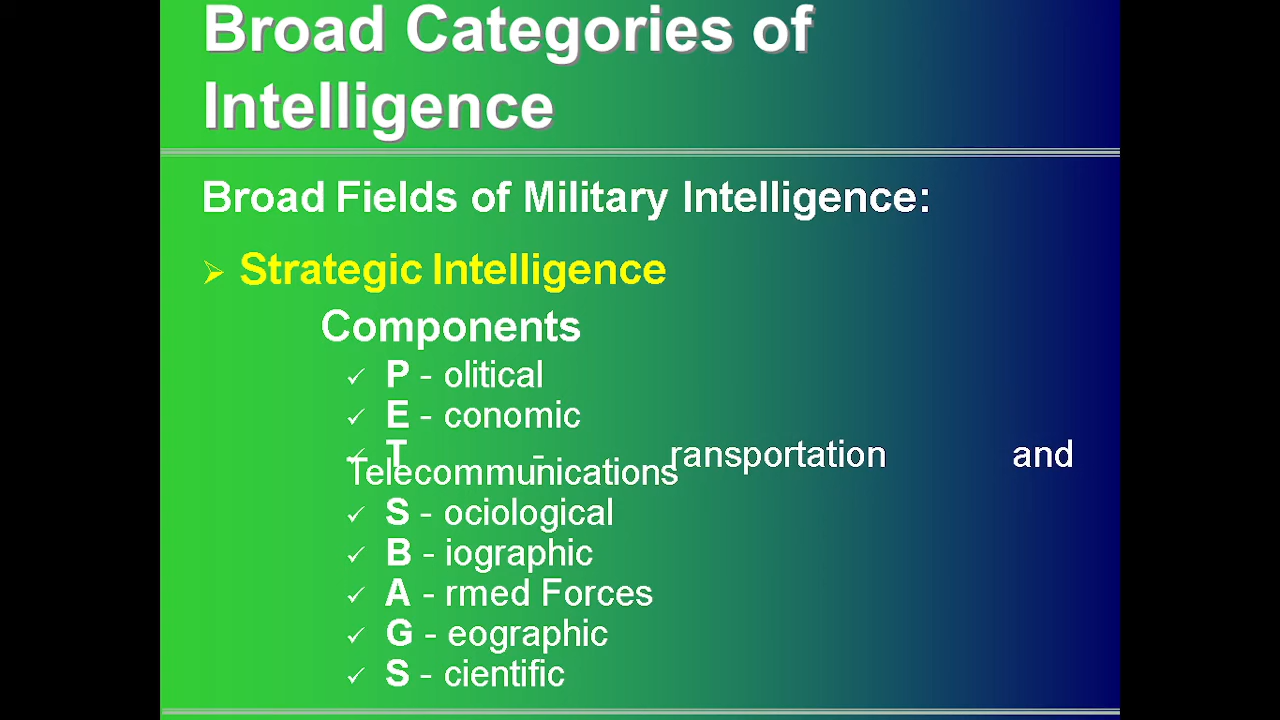 Broad Categories of
Intelligence
Broad Fields of Military Intelligence:
➢ Strategic Intelligence
Components
✓ P - olitical
✓ E - conomic
✓ T - ransportation and
Telecommunications
✓ S - ociological
✓ B - iographic
✓ A - rmed Forces
✓ G - eographic
✓ S - cientific